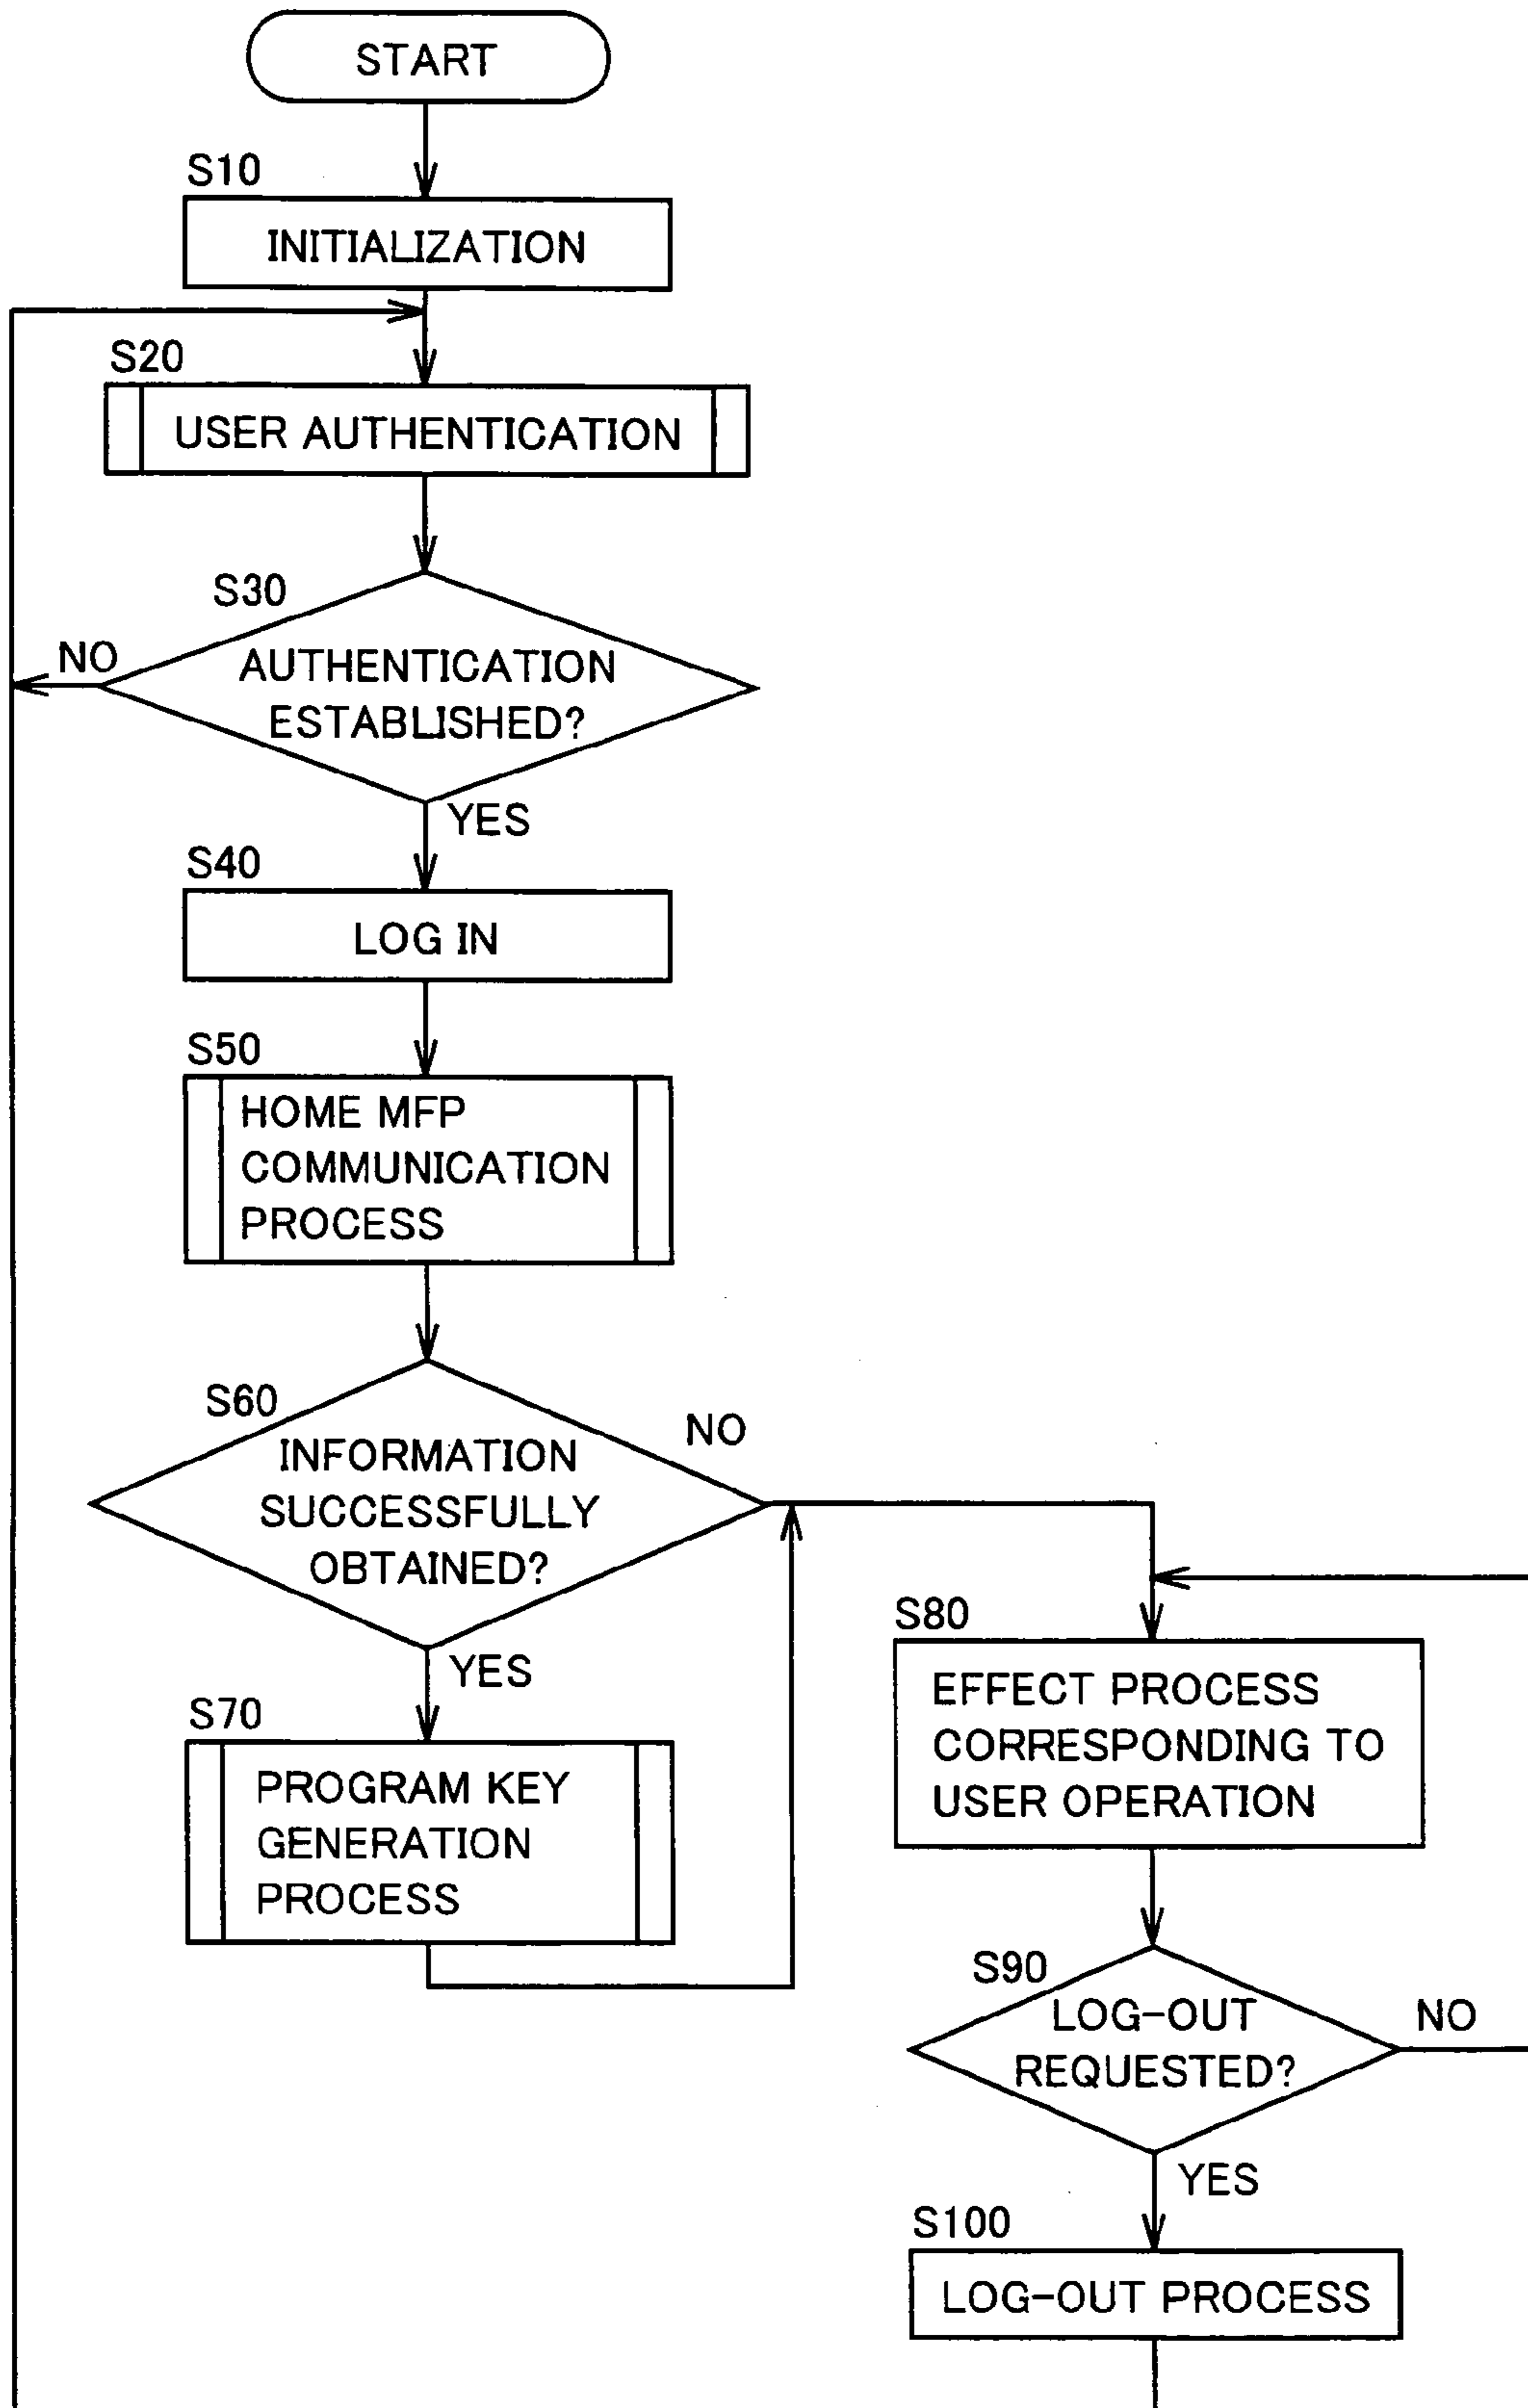 START
S10
INITIALIZATION
S20
USER AUTHENTICATION
S30
NO
AUTHENTICATION
ESTABLISHED?
YES
S40
LOG IN
S50
HOME MFP
COMMUNICATION
PROCESS
S60
NO
INFORMATION
SUCCESSFULLY
OBTAINED?
YES
S70
PROGRAM KEY
GENERATION
PROCESS
S80
EFFECT PROCESS
CORRESPONDING TO
USER OPERATION
S90
LOG-OUT
REQUESTED?
NO
YES
S100
LOG-OUT PROCESS